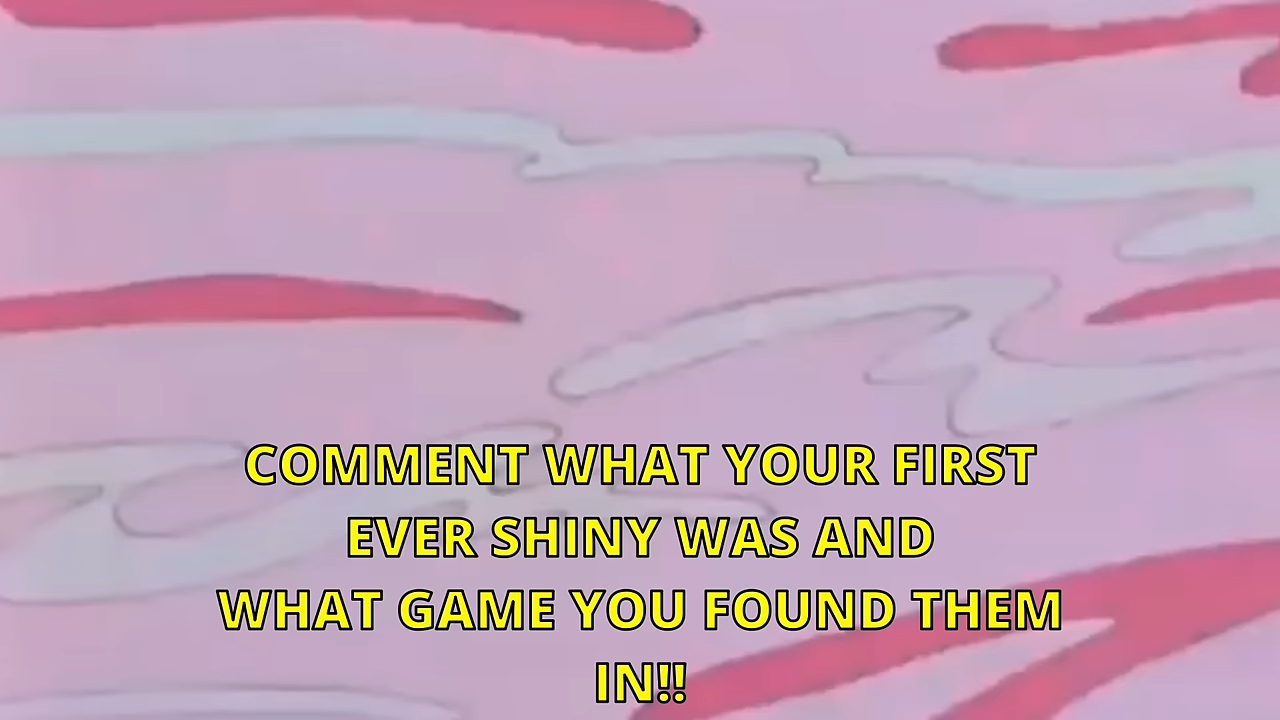 COMMENT WHAT YOUR FIRST
EVER SHINY WAS AND
WHAT GAME YOU FOUND THEM
IN!!